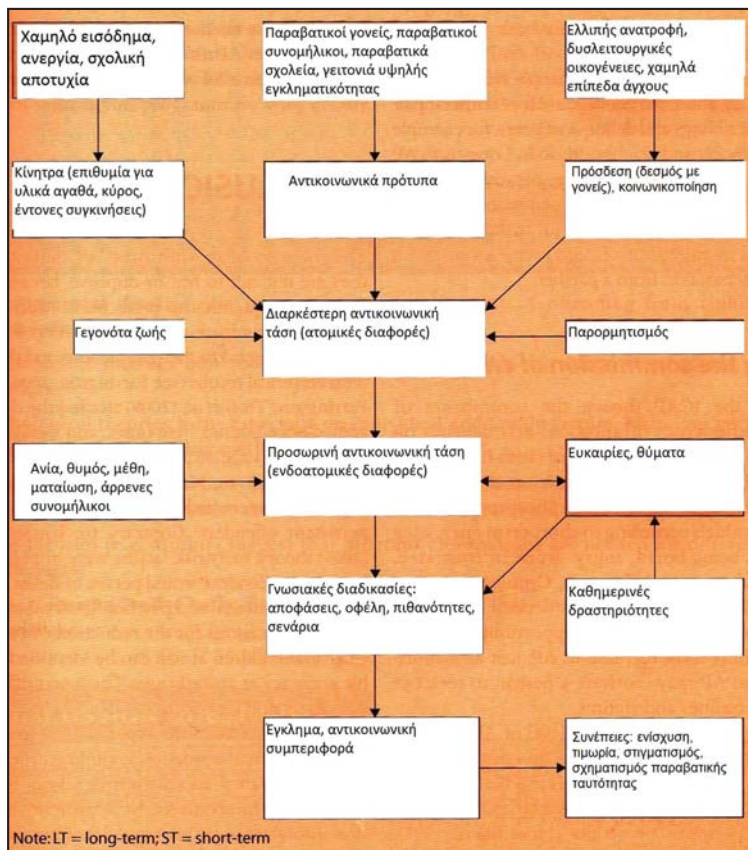 Χαμηλό εισόδημα,
ανεργία, σχολική
αποτυχία
Παραβατικοί γονείς, παραβατικοί
συνομήλικοι, παραβατικά
σχολεία, γειτονιά υψηλής
εγκληματικότητας
Ελλιπής ανατροφή,
δυσλειτουργικές
οικογένειες, χαμηλά
επίπεδα άγχους
Κίνητρα (επιθυμία για
υλικά αγαθά, κύρος,
έντονες συγκινήσεις)
Αντικοινωνικά πρότυπα
Πρόσδεση (δεσμός με
γονείς), κοινωνικοποίηση
Γεγονότα ζωής
Διαρκέστερη αντικοινωνική
τάση (ατομικές διαφορές)
Παρορμητισμός
Ανία, θυμός, μέθη,
ματαίωση, άρρενες
συνομήλικοι
Προσωρινή αντικοινωνική τάση
(ενδοατομικές διαφορές)
Ευκαιρίες, θύματα
Γνωσιακές διαδικασίες:
αποφάσεις, οφέλη, πιθανότητες,
σενάρια
Καθημερινές
δραστηριότητες
Έγκλημα, αντικοινωνική
συμπεριφορά
Συνέπειες: ενίσχυση,
τιμωρία, στιγματισμός,
σχηματισμός παραβατικής
ταυτότητας
Note: LT = long-term; ST = short-term